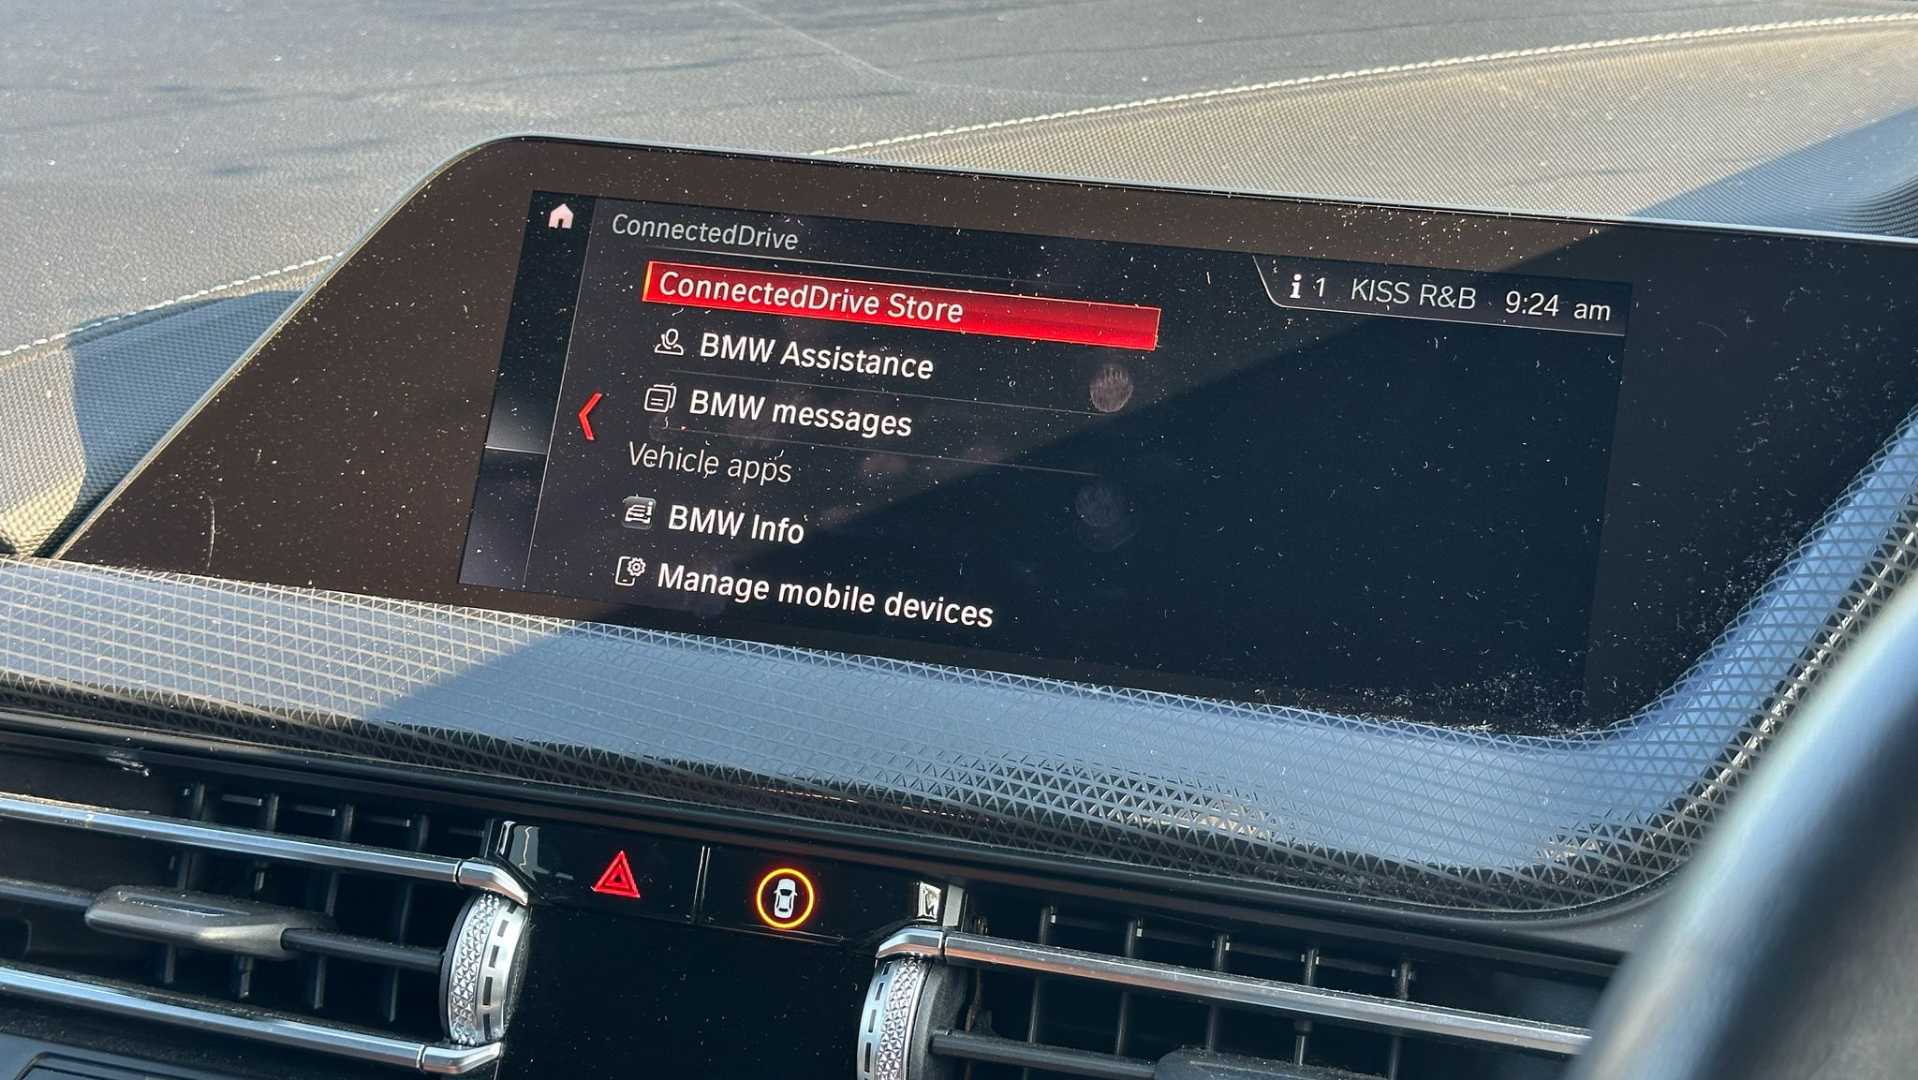 ConnectedDrive
i 1 KISS R&B 9:24 am
ConnectedDrive Store
BMW Assistance
BMW messages
Vehicle apps
BMW Info
Manage mobile devices